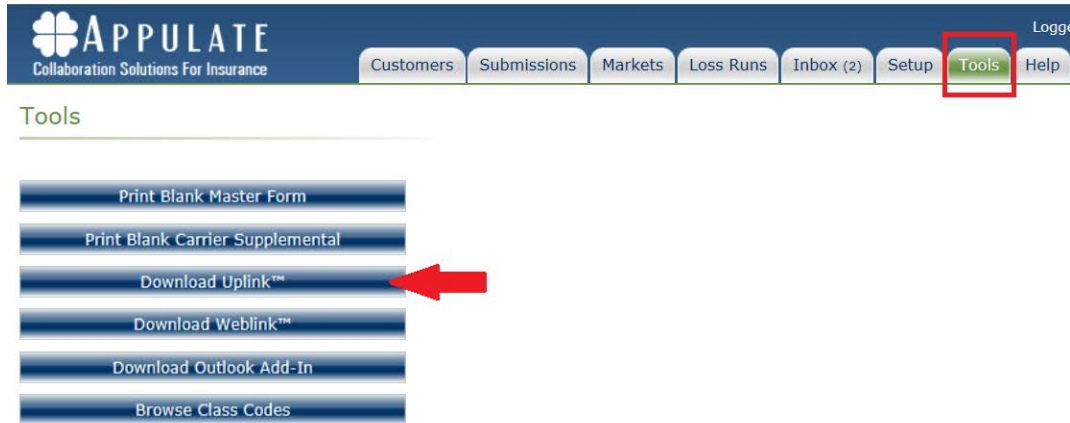 APPULATE
Collaboration Solutions For Insurance
Logge
Customers Submissions Markets Loss Runs Inbox (2) Setup Tools Help
Tools
Print Blank Master Form
Print Blank Carrier Supplemental
Download Uplink™
Download Weblink™
Download Outlook Add-In
Browse Class Codes